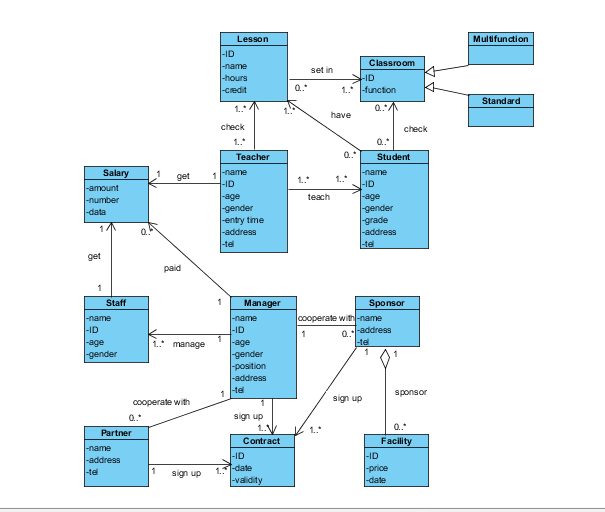 Lesson
-ID
-name
-hours
-credit
Multifunction
Classroom
-ID
-function
Standard
set in
0..*
1..*
1..*
check
1..*
1..*
have
0..*
0..*
check
0..*
Teacher
-name
-ID
-age
-gender
-entry time
-address
-tel
Student
-name
-ID
-age
-gender
-grade
-address
-tel
1..*
1..*
teach
Salary
-amount
-number
-data
1
get
1
1
get
1
0..*
paid
1
Staff
-name
-ID
-age
-gender
Manager
-name
-ID
-age
-gender
-position
-address
-tel
Sponsor
-name
-address
-tel
1..*
manage
1
cooperate with
1
0..*
1
cooperate with
0..*
1
sign up
1..*
1
sign up
1..*
1
sponsor
0..*
Partner
-name
-address
-tel
1
sign up
1..*
Contract
-ID
-date
-validity
Facility
-ID
-price
-date